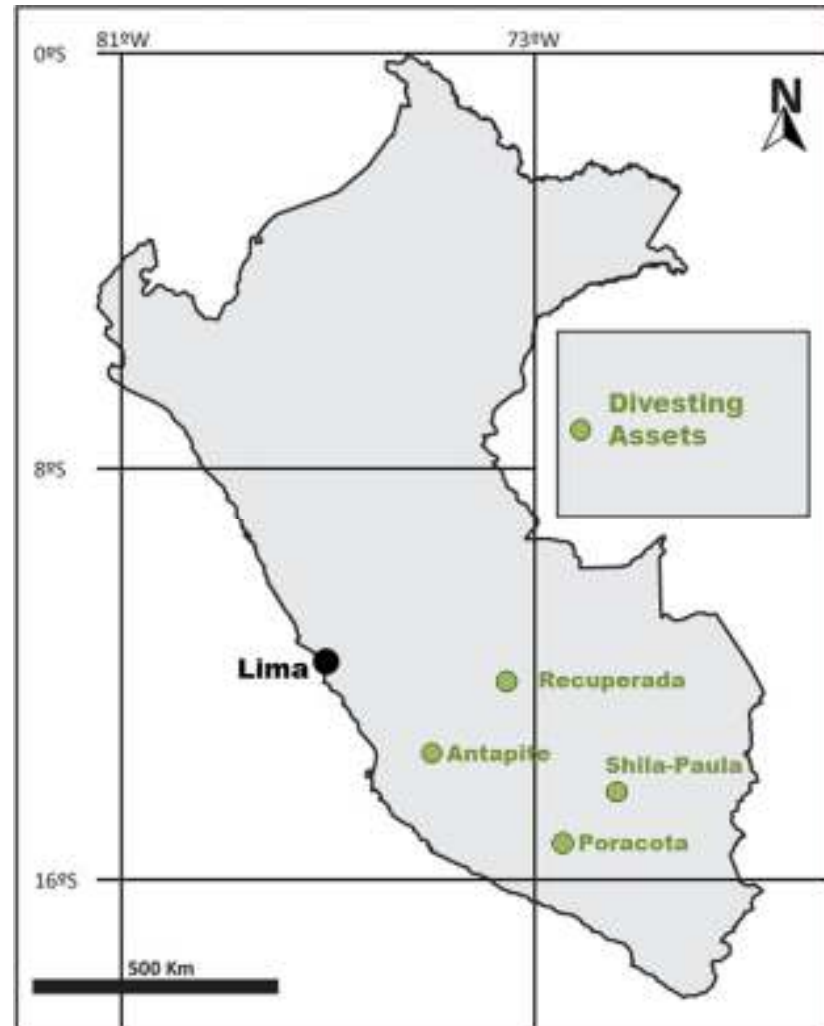 81ºW
73ºW
0ºS
N
Divesting
Assets
8ºS
Lima
Recuperada
Antapite
Shila-Paula
Poracota
16ºS
500 Km